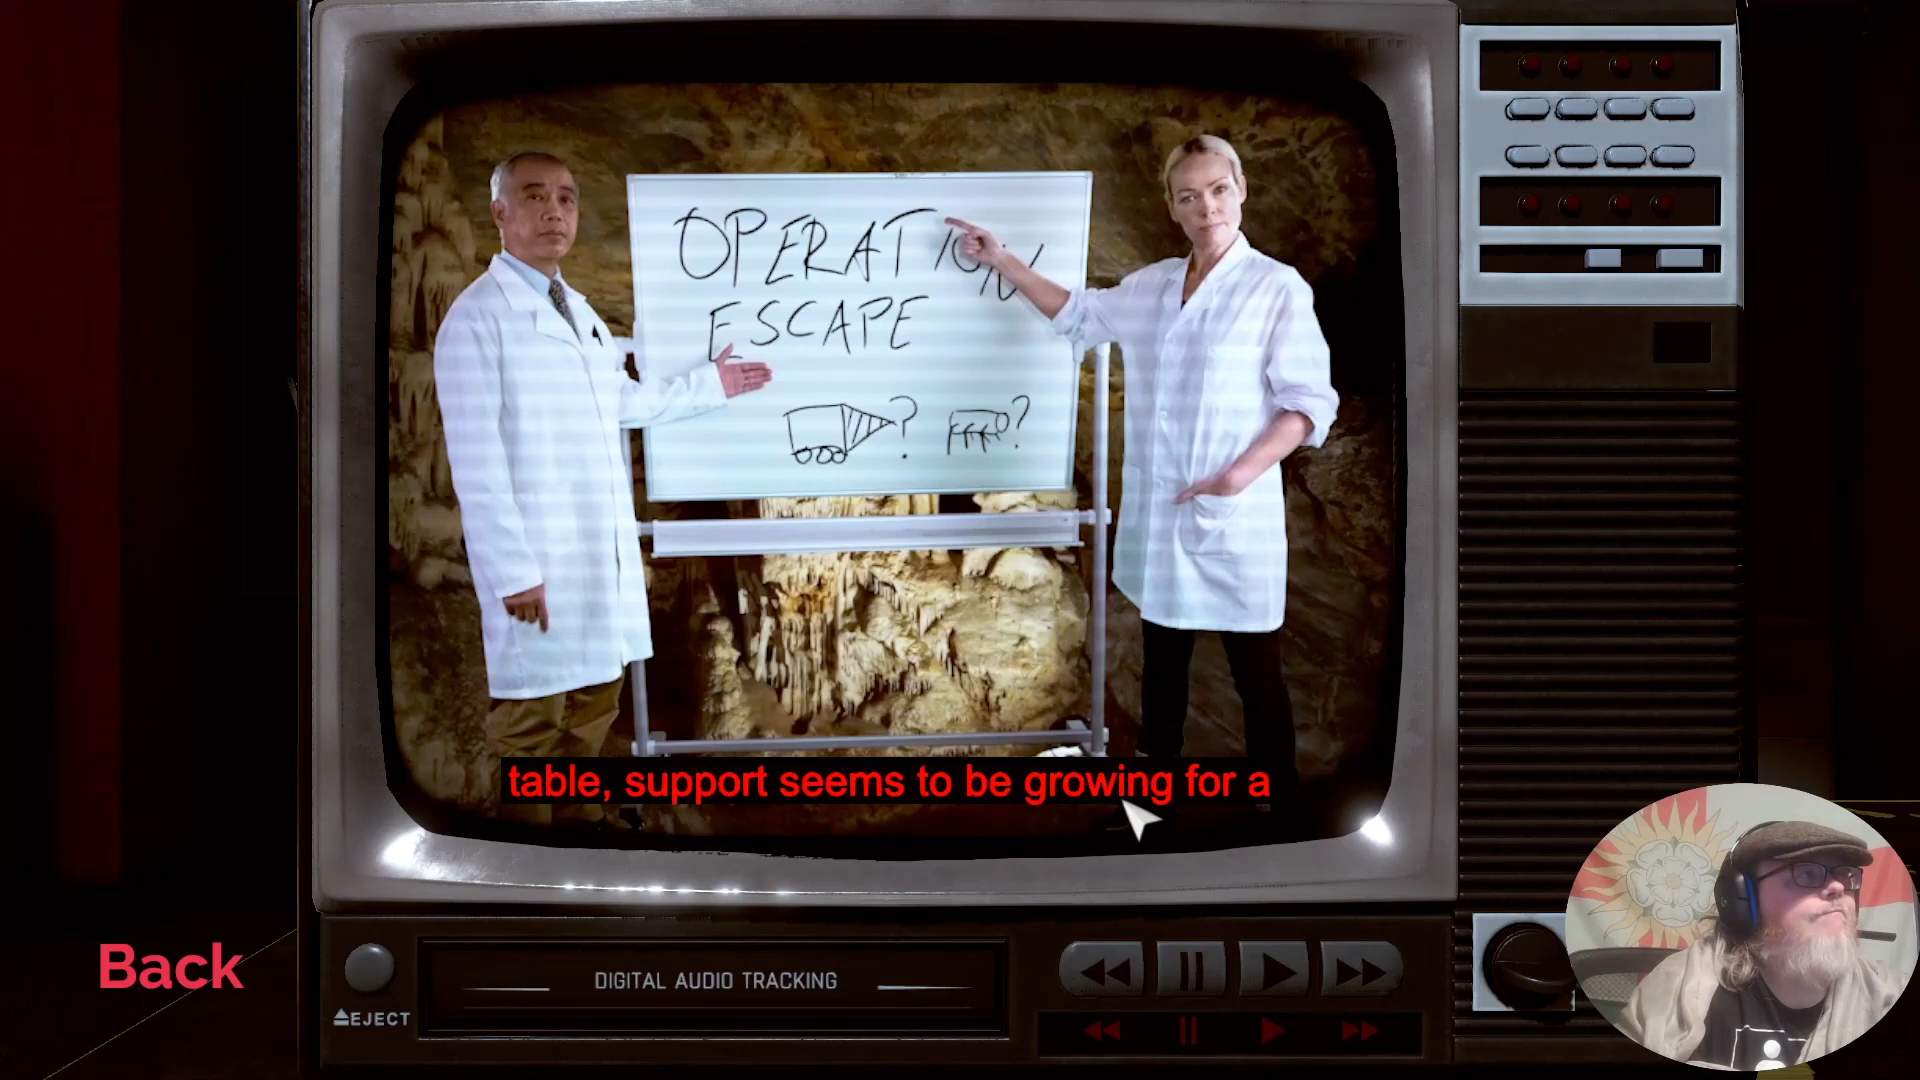 OPERATION
ESCAPE
? ?
table, support seems to be growing for a
Back
DIGITAL AUDIO TRACKING
EJECT